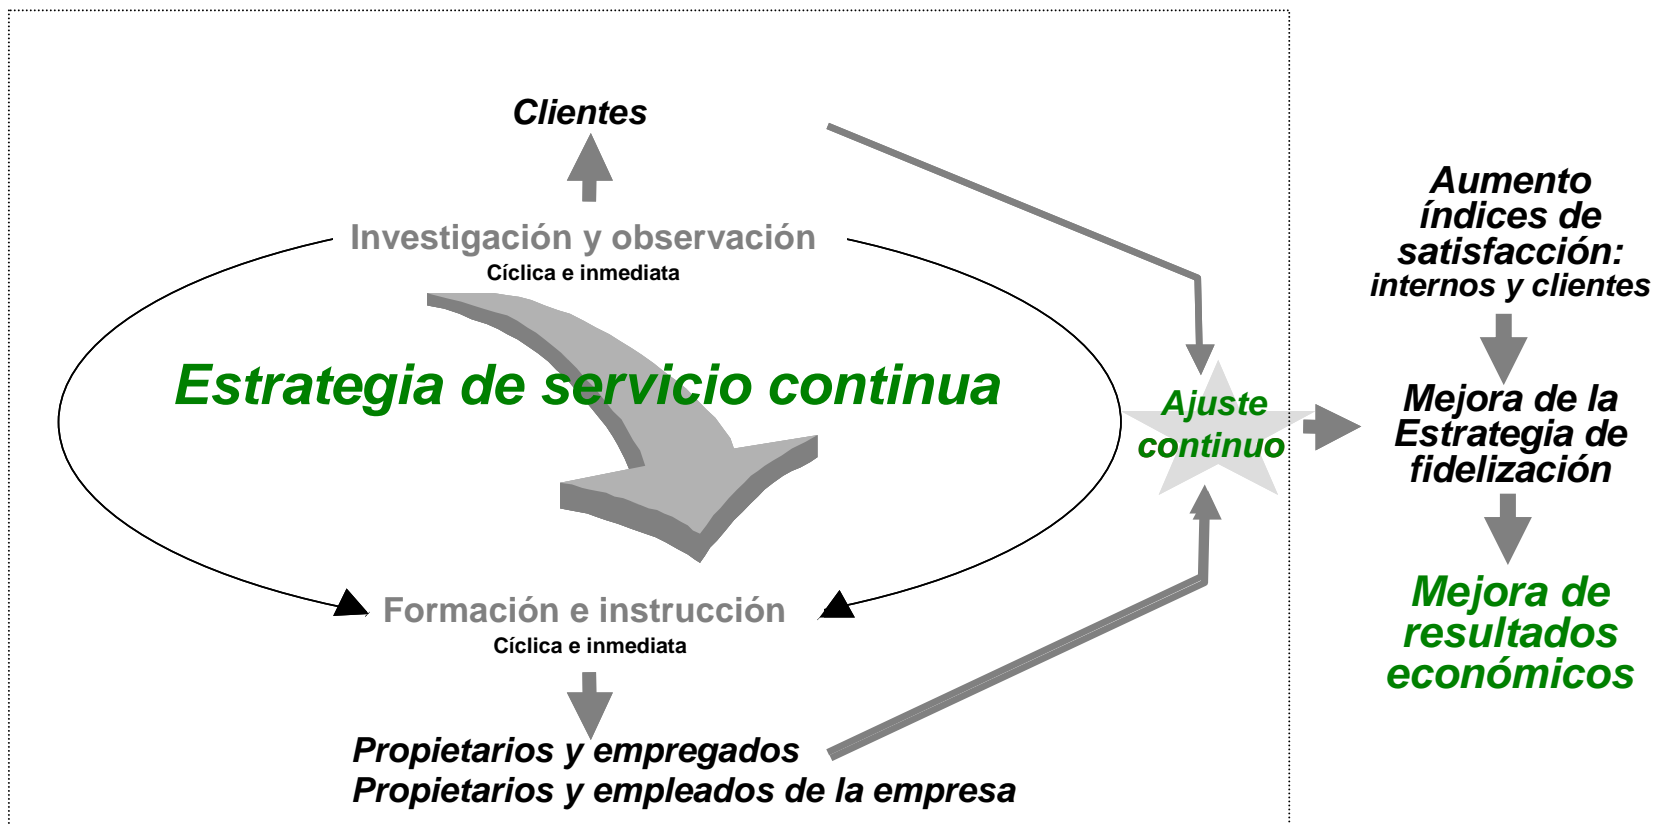 Clientes
Investigación y observación
Cíclica e inmediata
Estrategia de servicio continua
Formación e instrucción
Cíclica e inmediata
Propietarios y empregados
Propietarios y empleados de la empresa
Ajuste
continuo
Aumento
índices de
satisfacción:
internos y clientes
Mejora de la
Estrategia de
fidelización
Mejora de
resultados
económicos